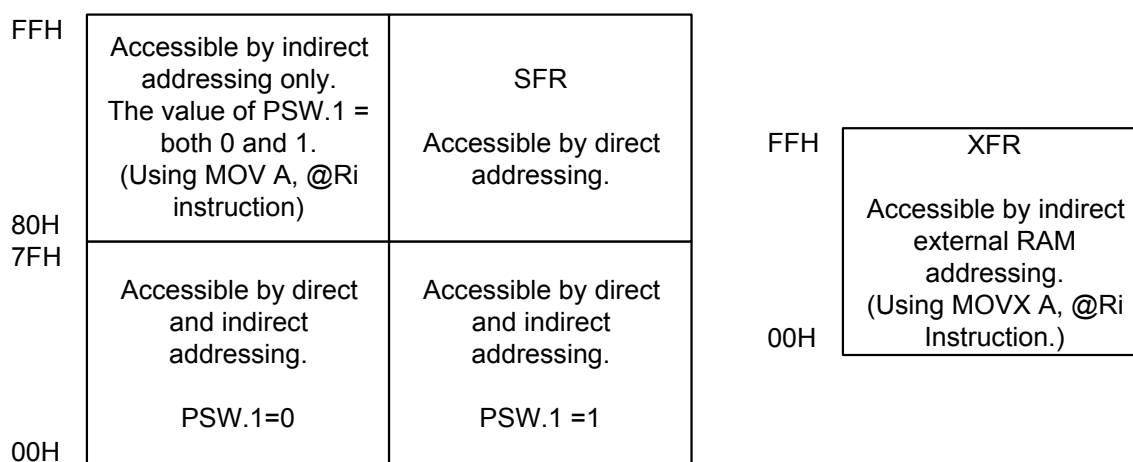 FFH
Accessible by indirect
addressing only.
The value of PSW.1 =
both 0 and 1.
(Using MOV A, @Ri
instruction)
80H
SFR
Accessible by direct
addressing.
7FH
Accessible by direct
and indirect
addressing.
PSW.1=0
00H
Accessible by direct
and indirect
addressing.
PSW.1 =1
FFH
XFR
Accessible by indirect
external RAM
addressing.
(Using MOVX A, @Ri
Instruction.)
00H